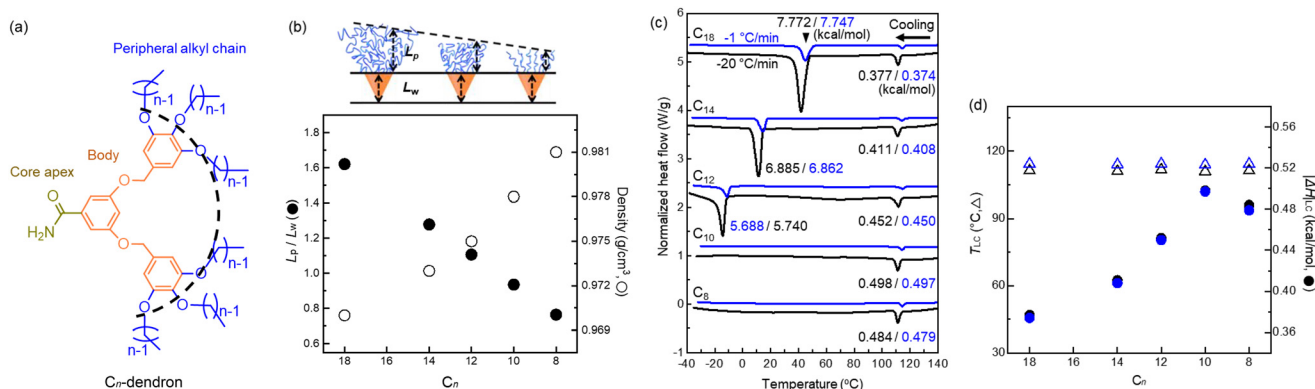 (a)
Peripheral alkyl chain
n-1
n-1
n-1
O
O
O
Body
Core apex
O
O
H₂N
O
n-1
O
O
O
n-1
n-1
Cn-dendron
(b)
Lp
Lw
1.8
1.6
1.4
1.2
1.0
0.8
0.6
Lp / Lw (●)
0.981
0.978
0.975
0.972
0.969
Density (g/cm³, ○)
18 16 14 12 10 8
Cn
(c)
7.772 / 7.747
(kcal/mol)
Cooling
C₁₈
-1 °C/min
-20 °C/min
0.377 / 0.374
(kcal/mol)
C₁₄
0.411 / 0.408
6.885 / 6.862
C₁₂
5.688 / 5.740
0.452 / 0.450
C₁₀
0.498 / 0.497
C₈
0.484 / 0.479
Normalized heat flow (W/g)
6
5
4
3
2
1
0
-1
-40 -20 0 20 40 60 80 100 120 140
Temperature (°C)
(d)
120
90
60
30
T_LC (°C, △)
0.56
0.52
0.48
0.44
0.40
0.36
|ΔH|_LC (kcal/mol, ●)
18 16 14 12 10 8
Cn